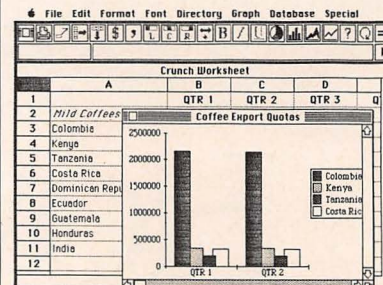 File Edit Format Font Directory Graph Database Special
$ , L C R B / U ? Q =
Crunch Worksheet
A B C D
1 QTR 1 QTR 2 QTR 3 Q
2 Mild Coffees
Coffee Export Quotas
3 Colombia
4 Kenya
5 Tanzania
6 Costa Rica
7 Dominican Repu
8 Ecuador
9 Guatemala
10 Honduras
11 India
12
2500000
2000000
1500000
1000000
500000
0
QTR 1 QTR 2
Colombia
Kenya
Tanzania
Costa Ric